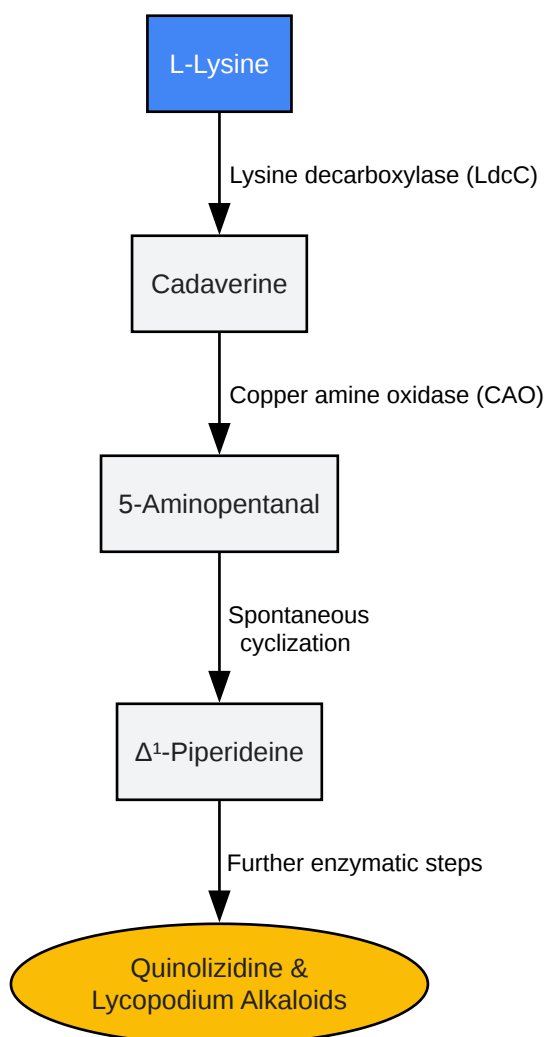 L-Lysine
Lysine decarboxylase (LdcC)
Cadaverine
Copper amine oxidase (CAO)
5-Aminopentanal
Spontaneous
cyclization
Δ¹-Piperideine
Further enzymatic steps
Quinolizidine &
Lycopodium Alkaloids